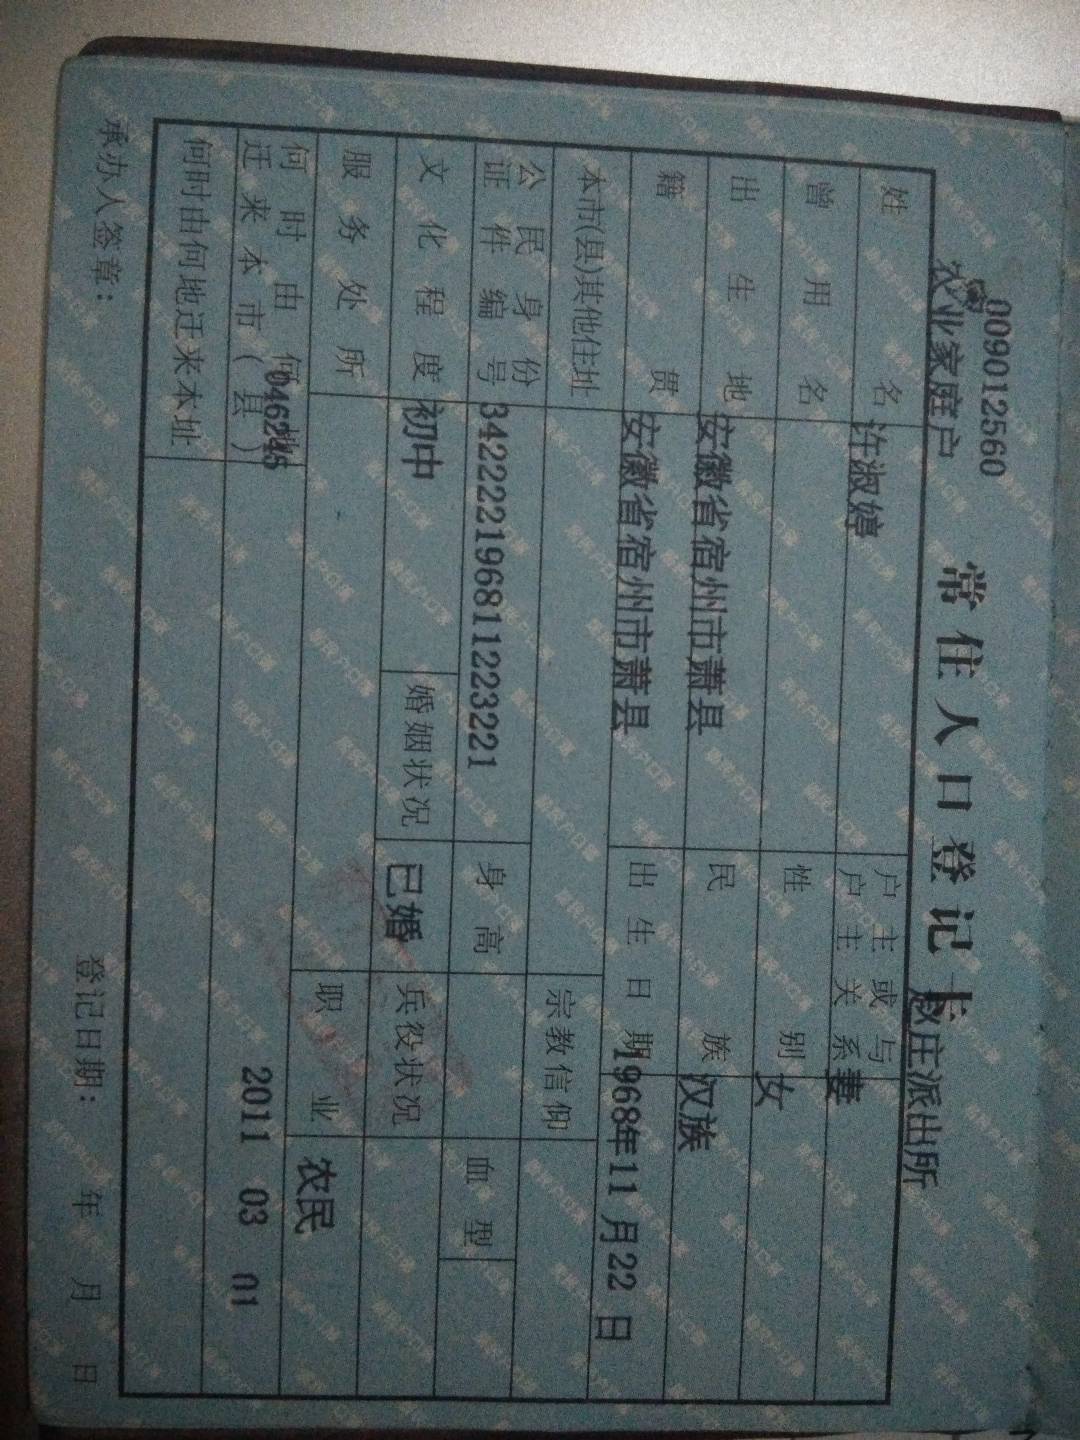 009012560
农业家庭户
常住人口登记卡
赵庄派出所
姓名 许淑婷 户主或与户主关系 妻
曾用名 性别 女
出生地 安徽省宿州市萧县 民族 汉族
籍贯 安徽省宿州市萧县 出生日期 1968年11月22日
本市(县)其他住址 宗教信仰
公民身份证件编号 342222196811223221 身高 血型
文化程度 初中 婚姻状况 已婚 兵役状况
服务处所 职业 农民
何时由何地迁来本市(县)
046245
2011 03 01
何时由何地迁来本址
承办人签章: 登记日期: 年 月 日